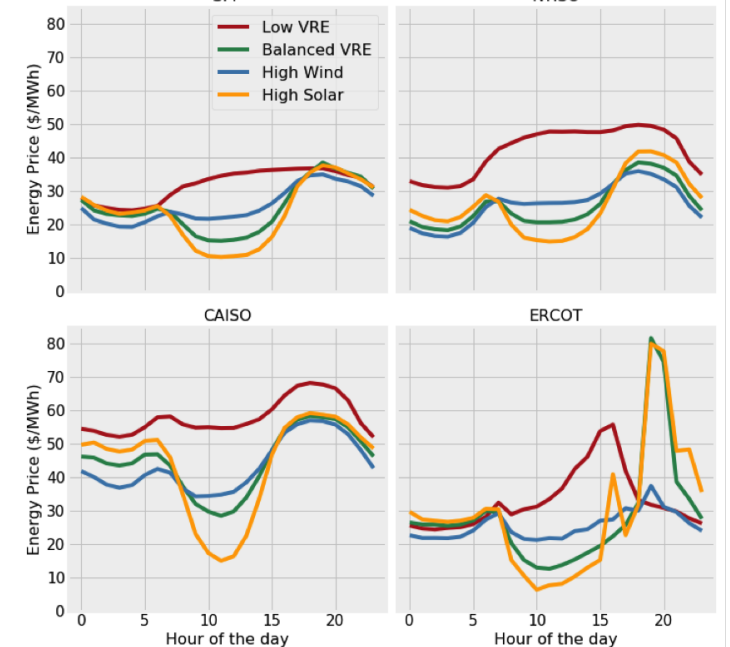 80
70
60
50
40
30
20
10
0
Energy Price ($/MWh)
Low VRE
Balanced VRE
High Wind
High Solar
CAISO
ERCOT
80
70
60
50
40
30
20
10
0
Energy Price ($/MWh)
0 5 10 15 20
0 5 10 15 20
Hour of the day
Hour of the day